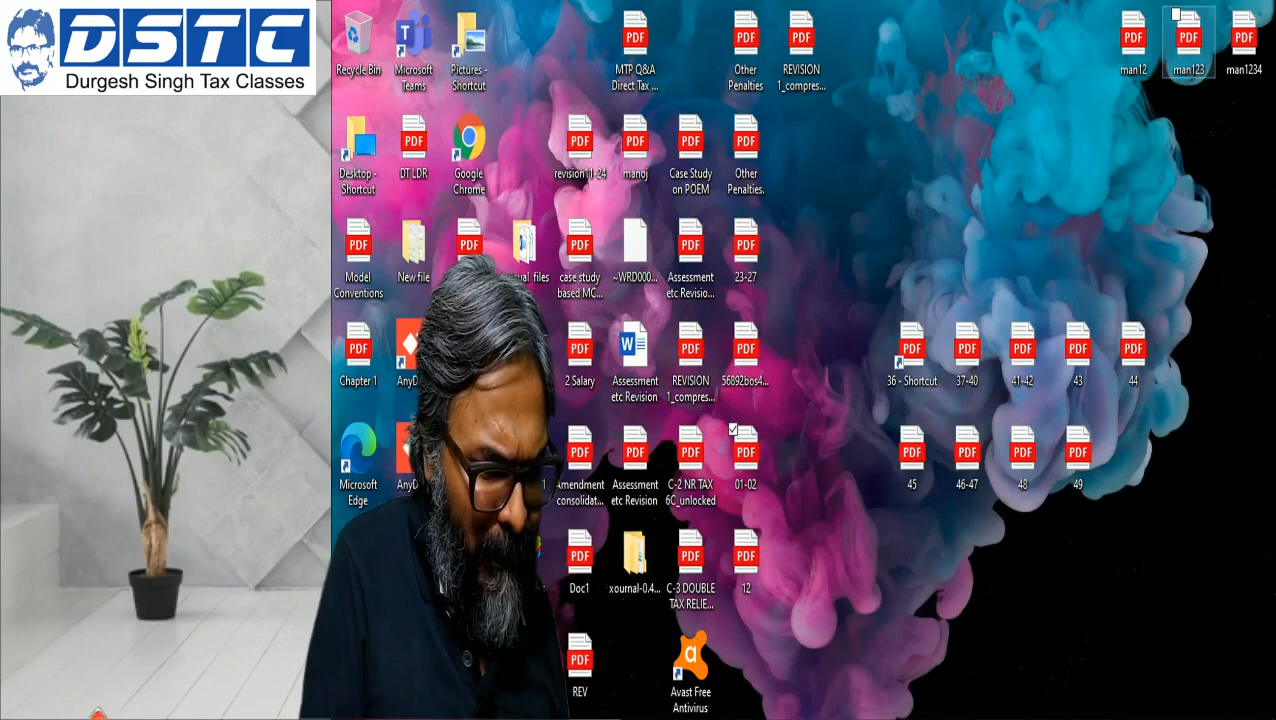 DSTC
Durgesh Singh Tax Classes
Recycle Bin
Microsoft
Teams
Pictures -
Shortcut
MTP Q&A
Direct Tax ...
Other
Penalties
REVISION
1_compres...
man12
man123
man1234
Desktop -
Shortcut
DT LDR
Google
Chrome
revision11-24
manoj
Case Study
on POEM
Other
Penalties.
Model
Conventions
New file
files
case study
based MC...
~WRD000...
Assessment
etc Revisio...
23-27
Chapter 1
AnyD
2 Salary
Assessment
etc Revision
REVISION
1_compres...
56892bos4...
36 - Shortcut
37-40
41-42
43
44
Microsoft
Edge
AnyD
1
Amendment
consolidat...
Assessment
etc Revision
C-2 NR TAX
6C_unlocked
01-02
45
46-47
48
49
Doc1
xournal-0.4...
C-3 DOUBLE
TAX RELIE...
12
REV
Avast Free
Antivirus